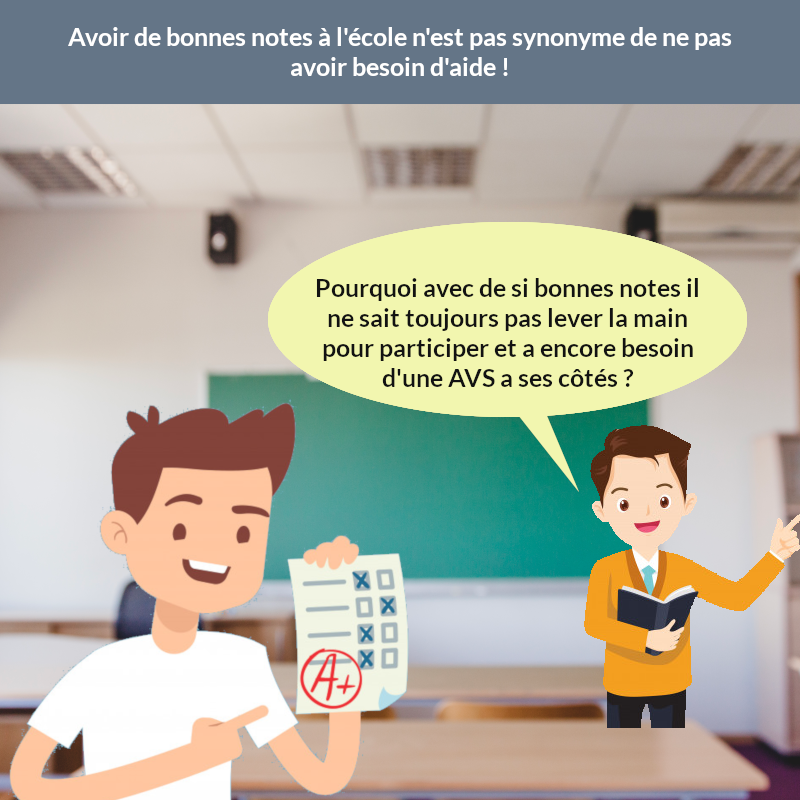 Avoir de bonnes notes à l'école n'est pas synonyme de ne pas
avoir besoin d'aide !
Pourquoi avec de si bonnes notes il
ne sait toujours pas lever la main
pour participer et a encore besoin
d'une AVS a ses côtés ?
A+